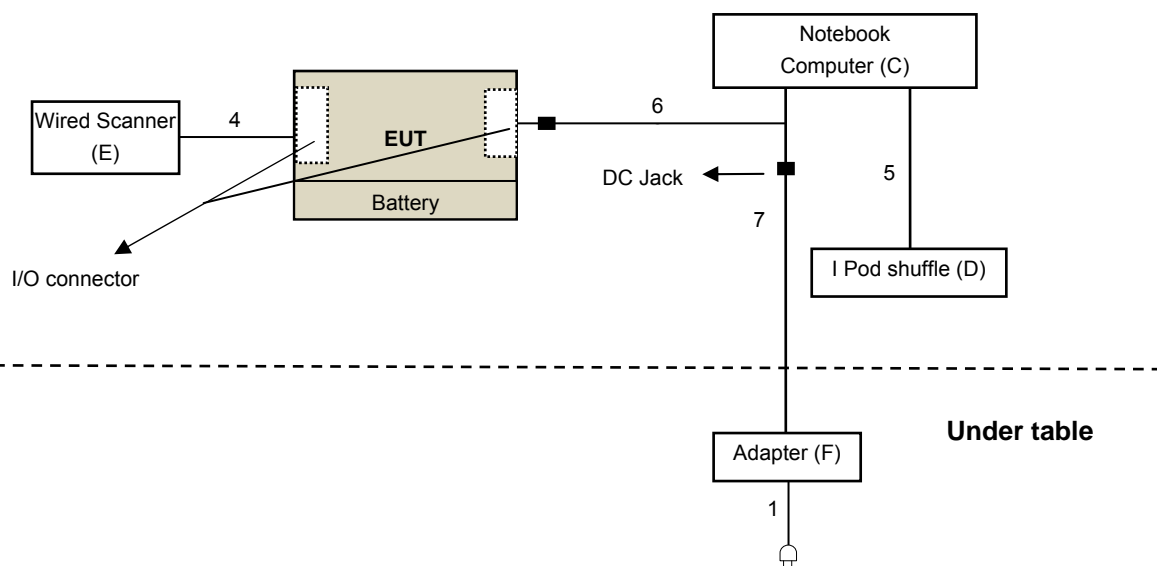 Notebook
Computer (C)
Wired Scanner
(E)
4
EUT
Battery
I/O connector
6
DC Jack
7
5
I Pod shuffle (D)
Under table
Adapter (F)
1